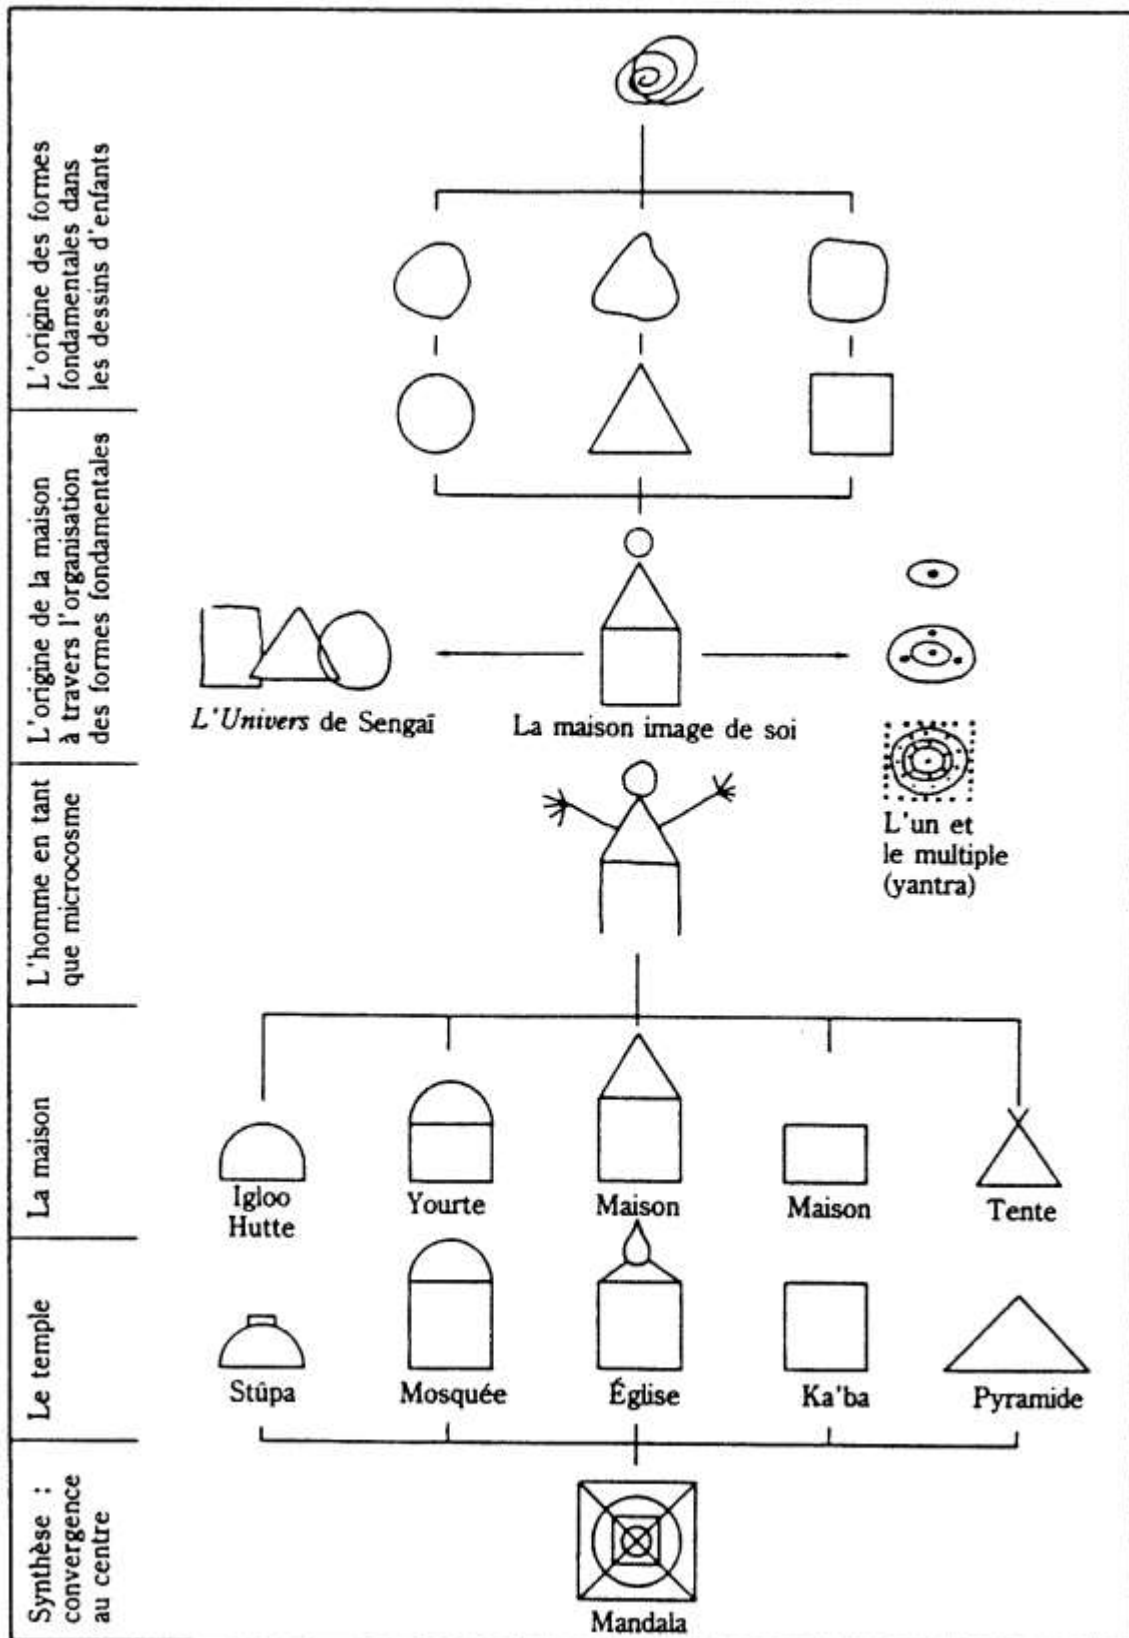 L'origine des formes
fondamentales dans
les dessins d'enfants
L'origine de la maison
à travers l'organisation
des formes fondamentales
L'Univers de Sengaï
La maison image de soi
L'un et
le multiple
(yantra)
L'homme en tant
que microcosme
La maison
Igloo
Hutte
Yourte
Maison
Maison
Tente
Le temple
Stûpa
Mosquée
Église
Ka'ba
Pyramide
Synthèse :
convergence
au centre
Mandala